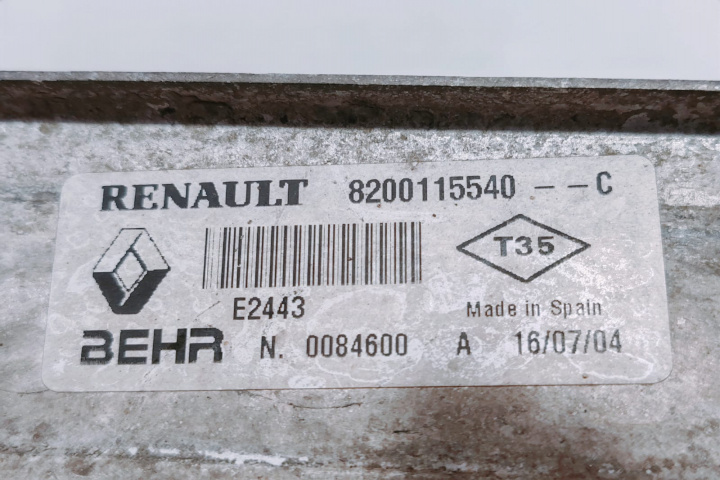 RENAULT 8200115540 - - C
T35
E2443 Made in Spain
BEHR N. 0084600 A 16/07/04